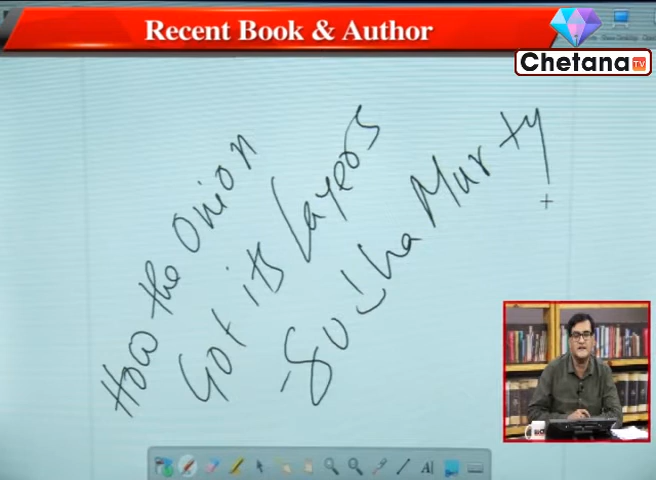 Recent Book & Author
Chetana TV
How the Onion
Got its Layers
- Sudha Murty